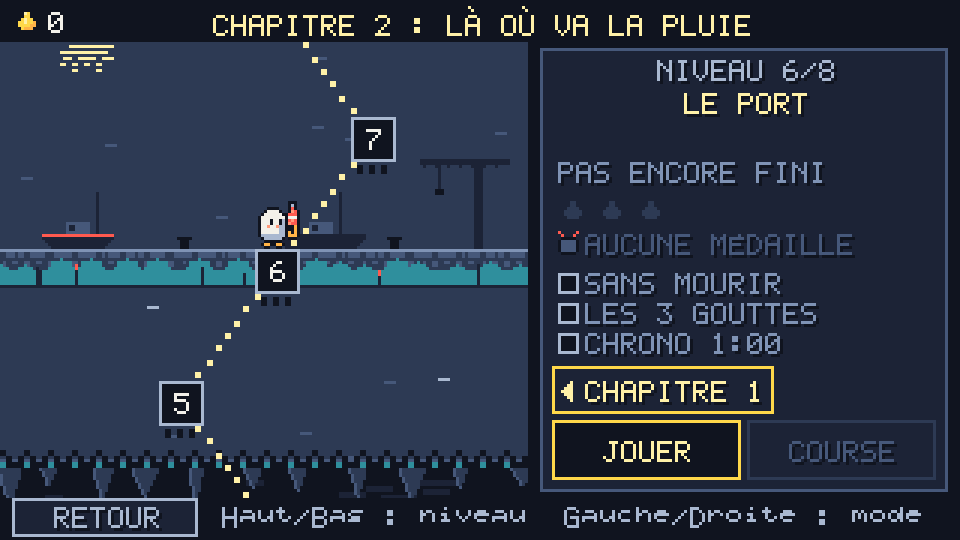 0 CHAPITRE 2 : LÀ OÙ VA LA PLUIE
7
6
5
NIVEAU 6/8
LE PORT
PAS ENCORE FINI
AUCUNE MÉDAILLE
SANS MOURIR
LES 3 GOUTTES
CHRONO 1:00
CHAPITRE 1
JOUER COURSE
RETOUR Haut/Bas : niveau Gauche/Droite : mode